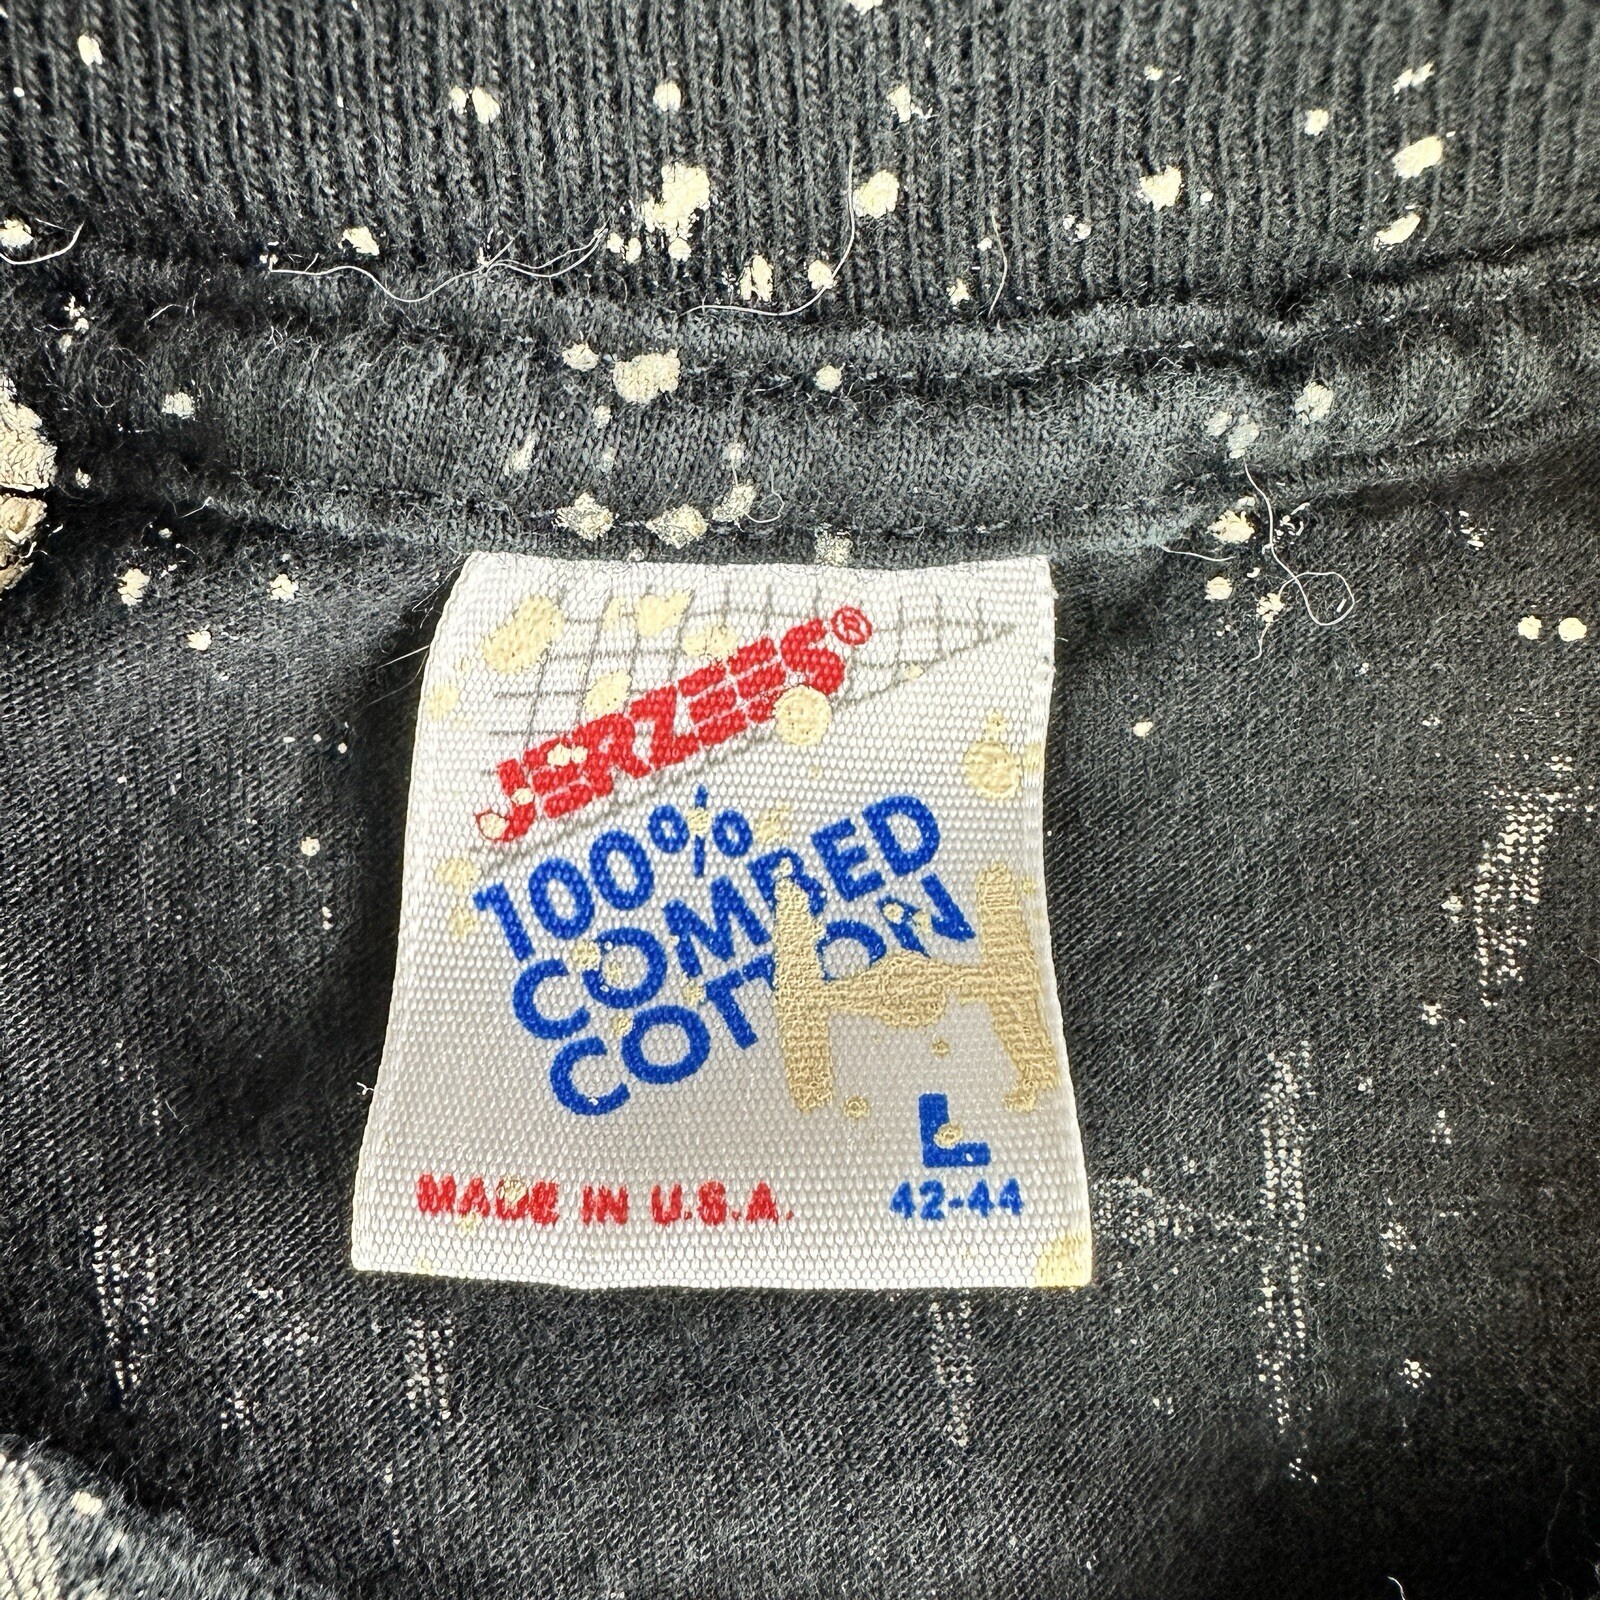 JERZEES®
100%
COMBED
COTTON
L
MADE IN U.S.A.
42-44